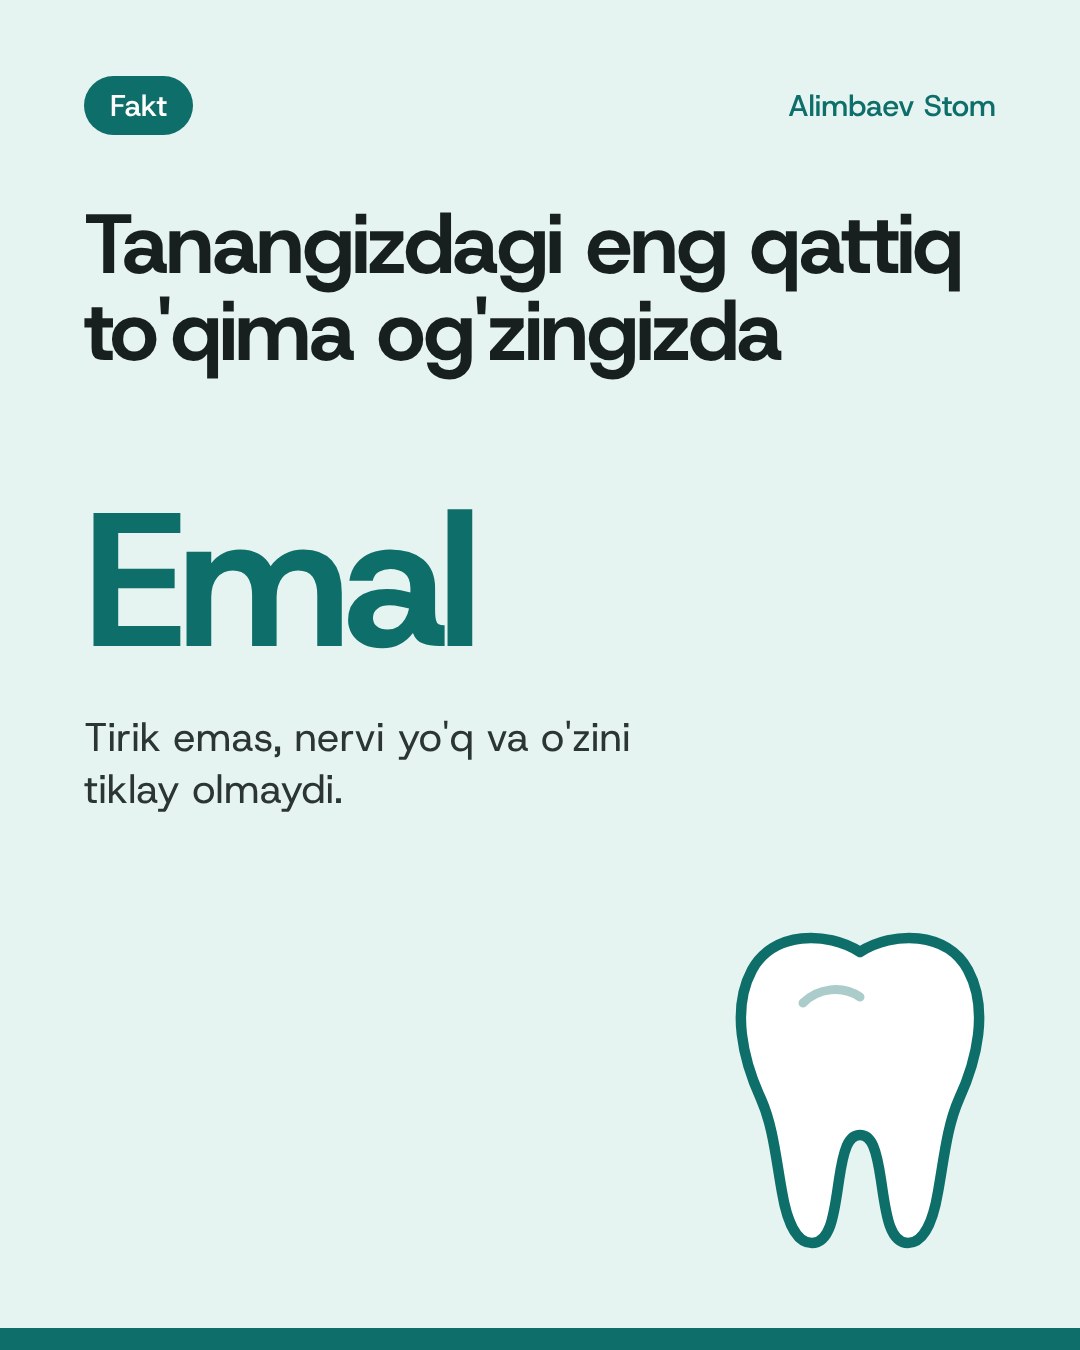 Fakt
Alimbaev Stom
Tanangizdagi eng qattiq
to'qima og'zingizda
Emal
Tirik emas, nervi yo'q va o'zini
tiklay olmaydi.